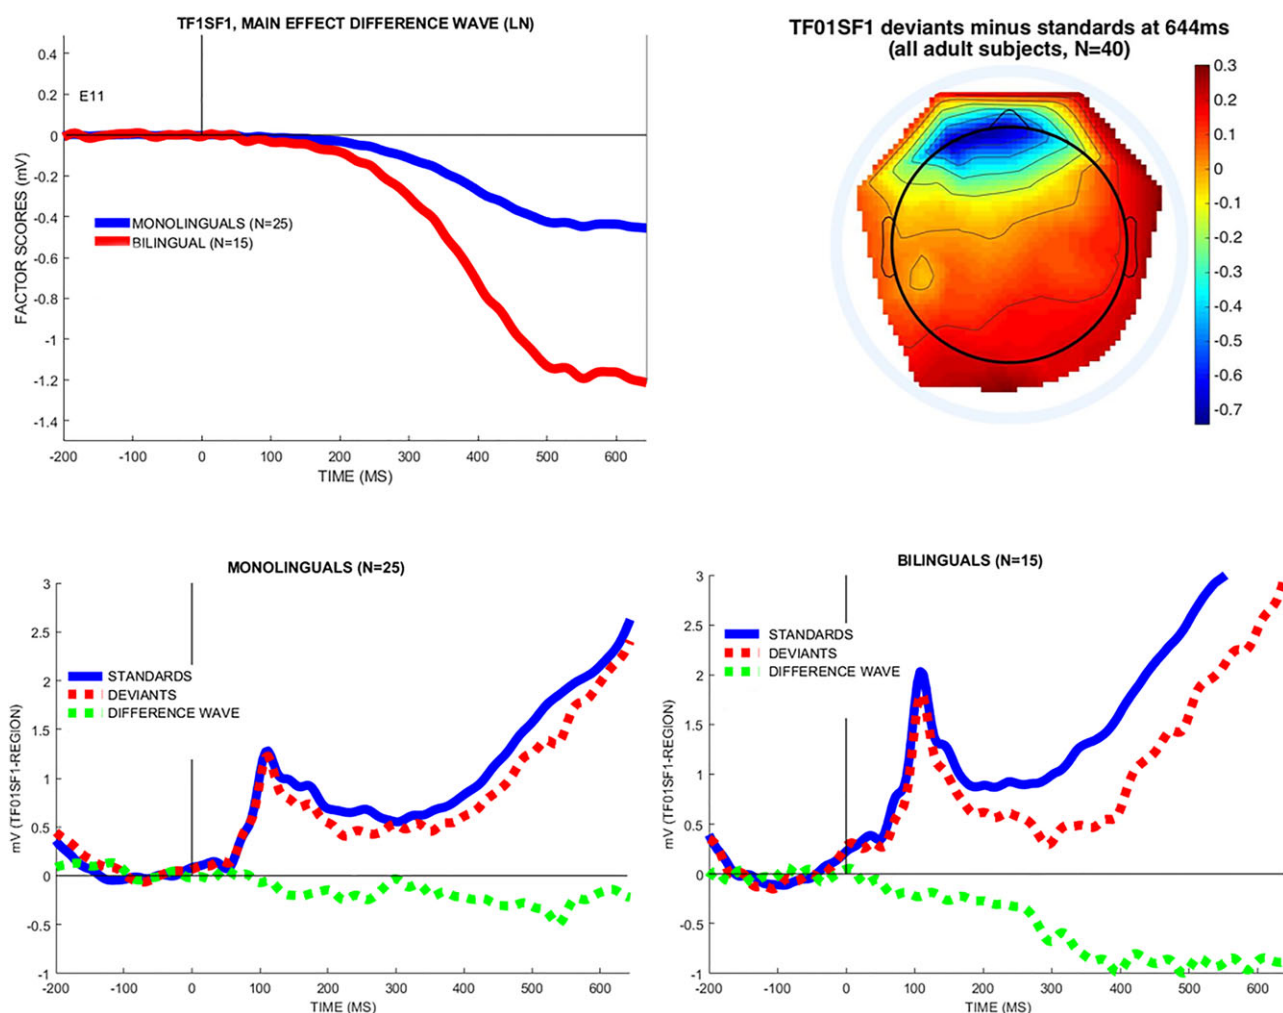 TF1SF1, MAIN EFFECT DIFFERENCE WAVE (LN)
0.4
0.2
0
-0.2
-0.4
-0.6
-0.8
-1
-1.2
-1.4
FACTOR SCORES (mV)
E11
MONOLINGUALS (N=25)
BILINGUAL (N=15)
-200 -100 0 100 200 300 400 500 600
TIME (MS)
TF01SF1 deviants minus standards at 644ms
(all adult subjects, N=40)
0.3
0.2
0.1
0
-0.1
-0.2
-0.3
-0.4
-0.5
-0.6
-0.7
MONOLINGUALS (N=25)
3
2.5
2
1.5
1
0.5
0
-0.5
-1
mV (TF01SF1-REGION)
STANDARDS
DEVIANTS
DIFFERENCE WAVE
-200 -100 0 100 200 300 400 500 600
TIME (MS)
BILINGUALS (N=15)
3
2.5
2
1.5
1
0.5
0
-0.5
-1
mV (TF01SF1-REGION)
STANDARDS
DEVIANTS
DIFFERENCE WAVE
-200 -100 0 100 200 300 400 500 600
TIME (MS)